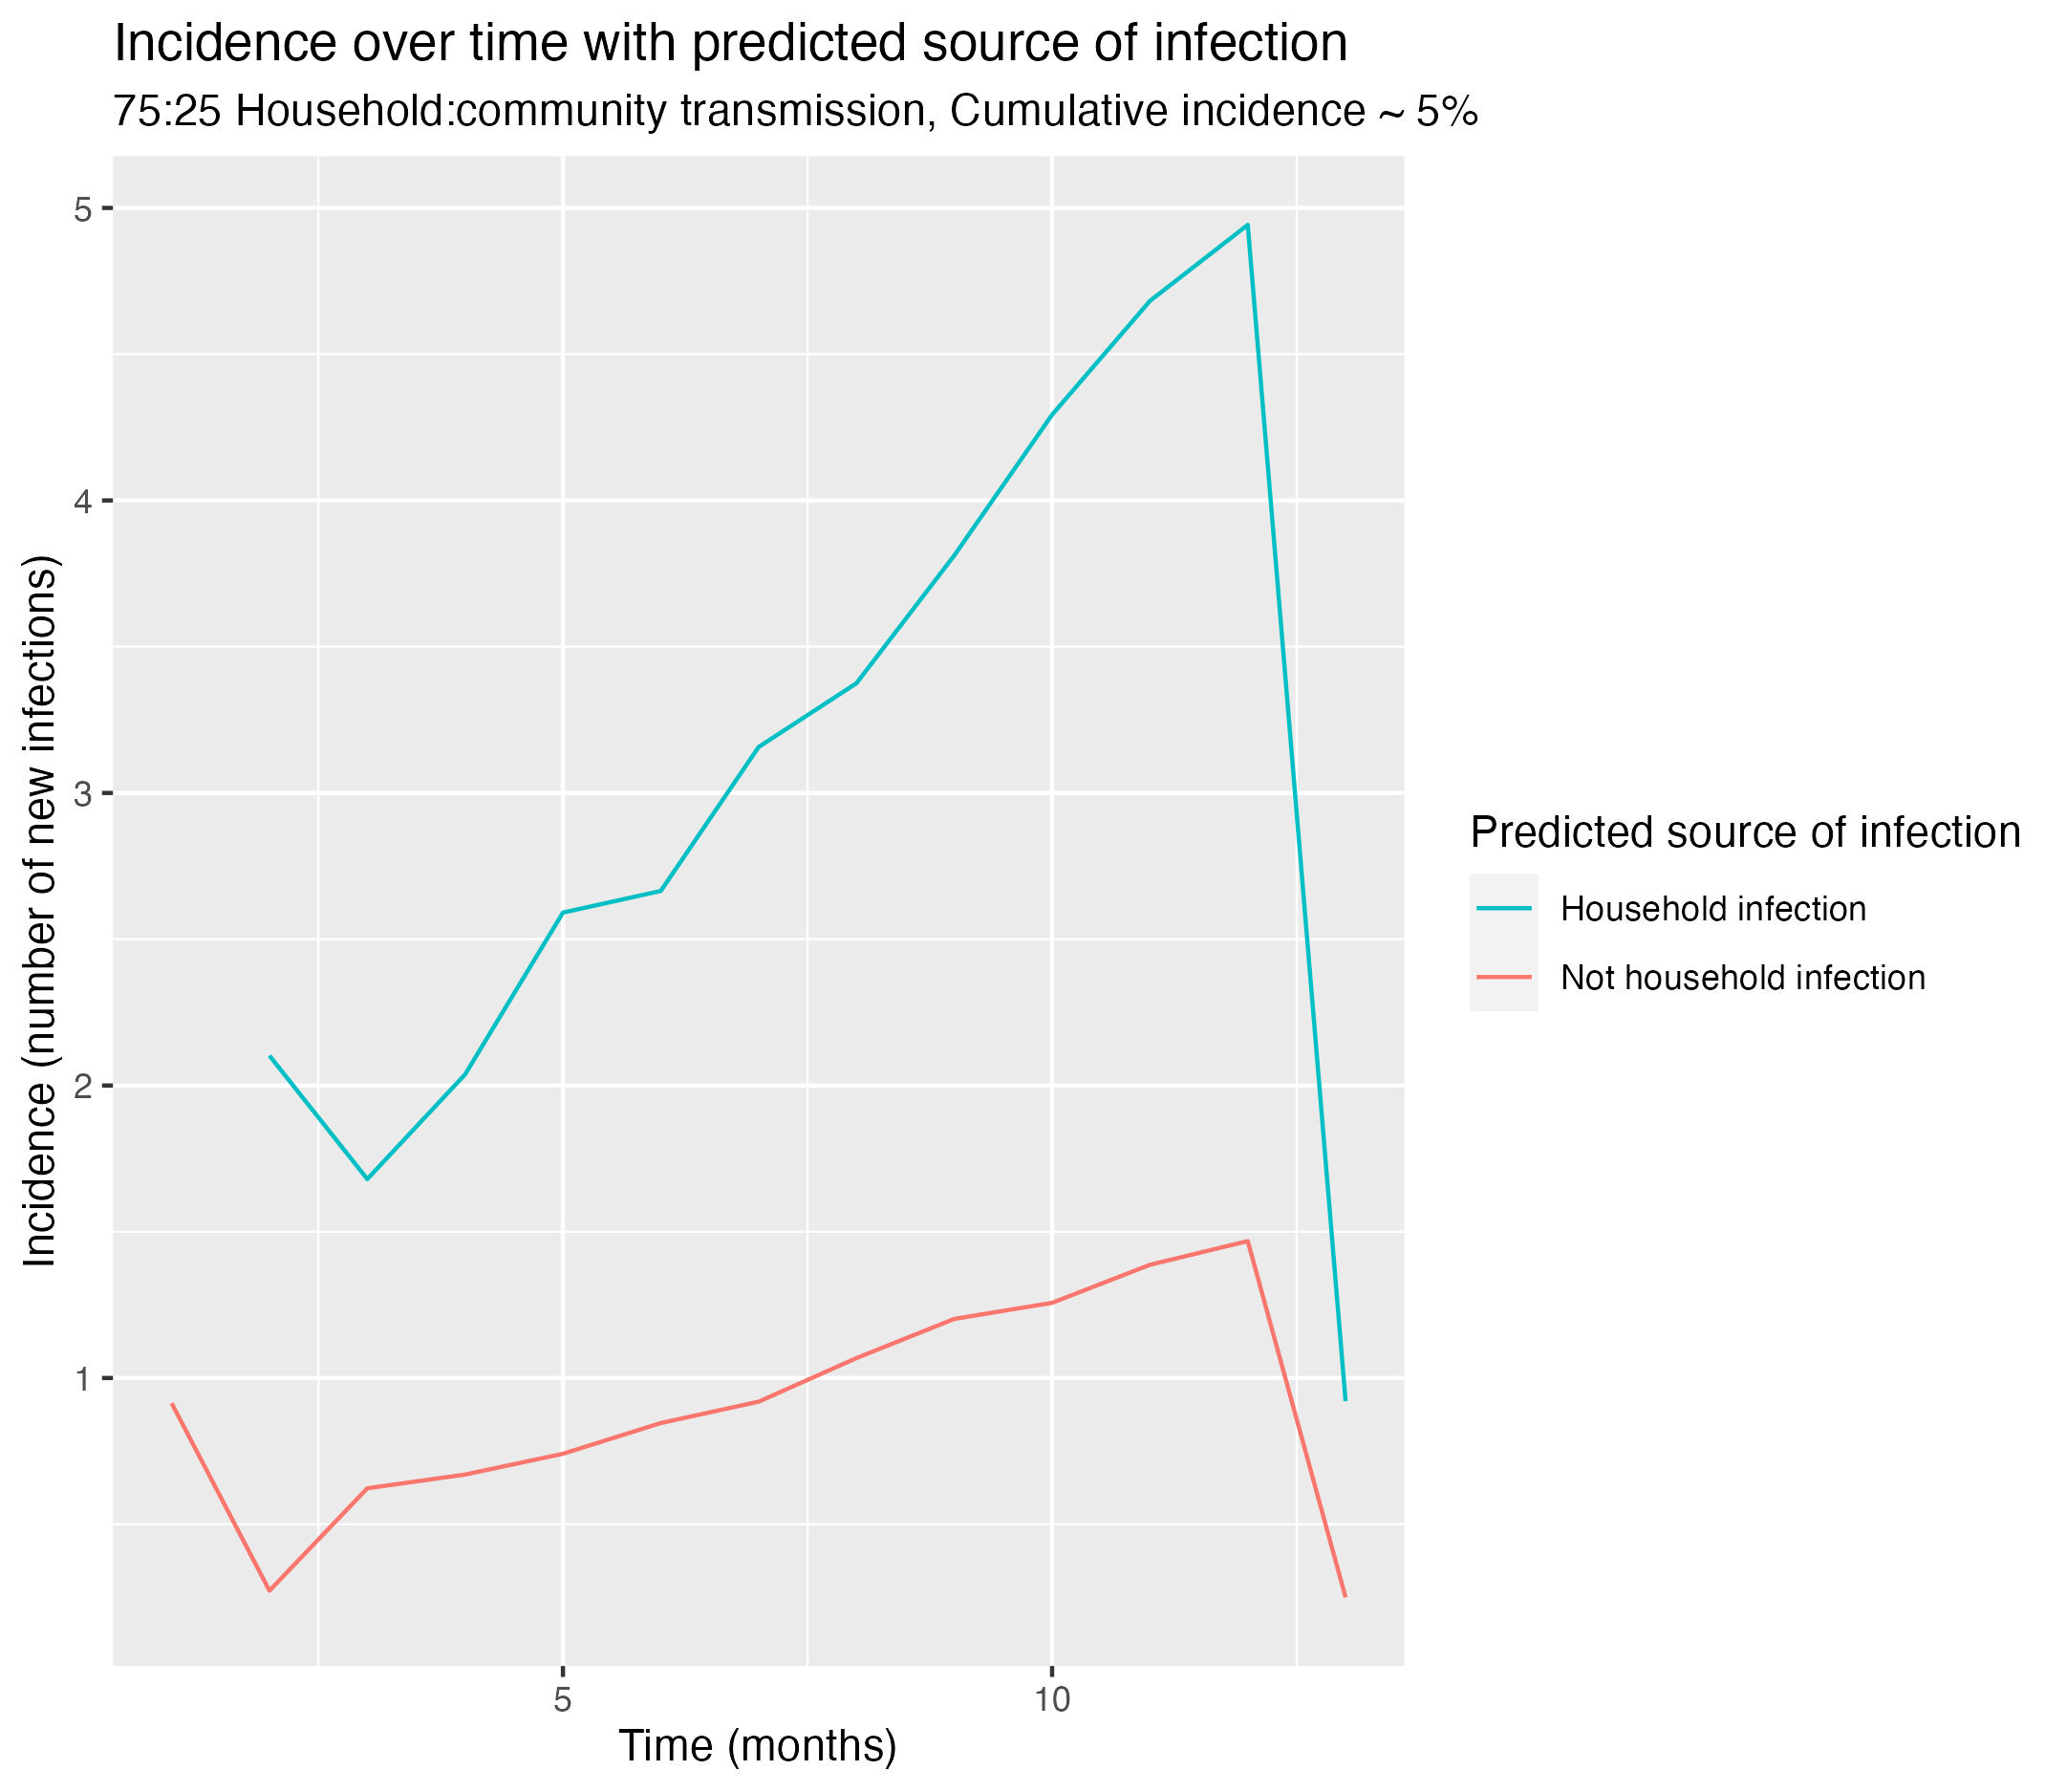 Incidence over time with predicted source of infection
75:25 Household:community transmission, Cumulative incidence ~ 5%
Incidence (number of new infections)
5
4
3
2
1
5
10
Time (months)
Predicted source of infection
Household infection
Not household infection